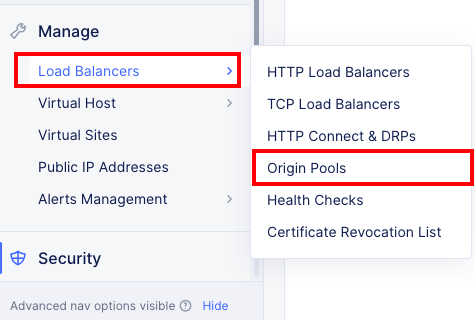 Manage
Load Balancers
Virtual Host
Virtual Sites
Public IP Addresses
Alerts Management
Security
Advanced nav options visible Hide
HTTP Load Balancers
TCP Load Balancers
HTTP Connect & DRPs
Origin Pools
Health Checks
Certificate Revocation List